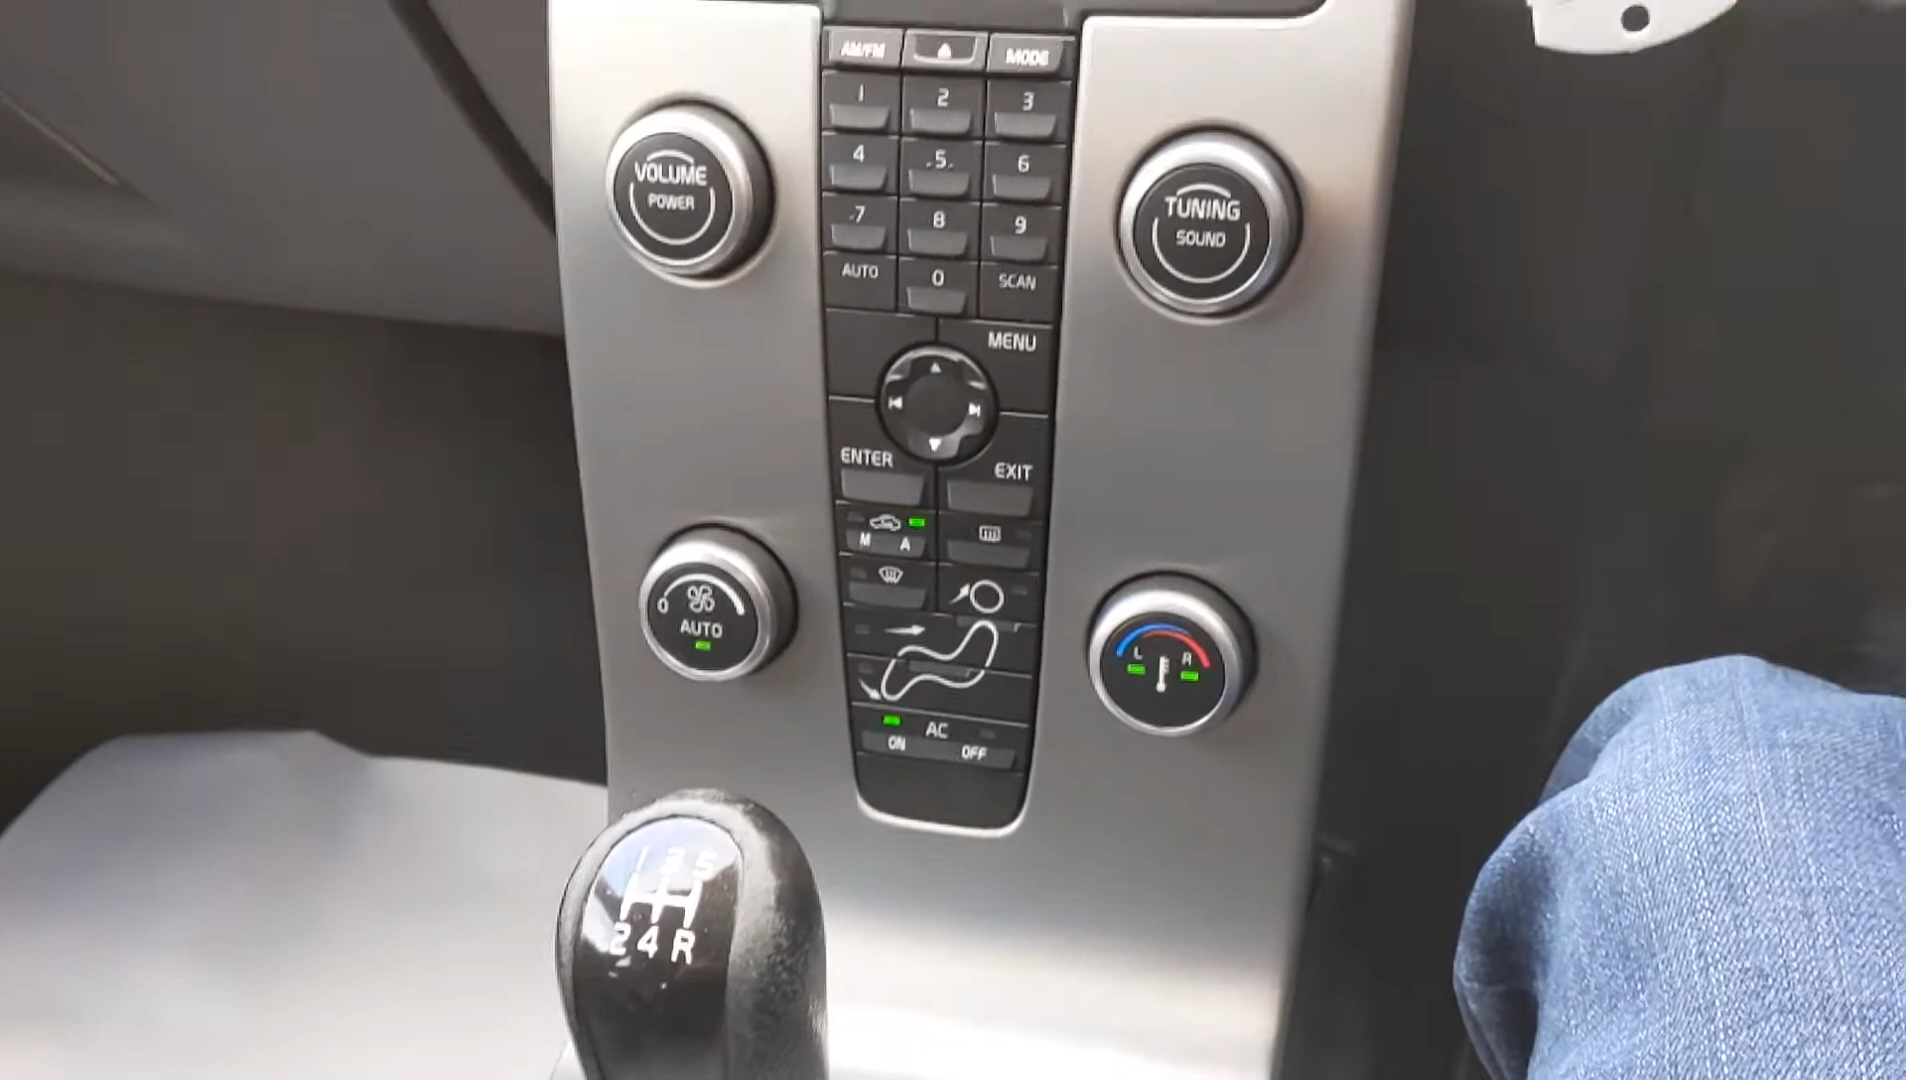 AM/FM
MODE
1 2 3
4 5 6
7 8 9
AUTO 0 SCAN
VOLUME
POWER
TUNING
SOUND
MENU
ENTER EXIT
M A
0
AUTO
L R
AC
ON OFF
1 3 5
2 4 R